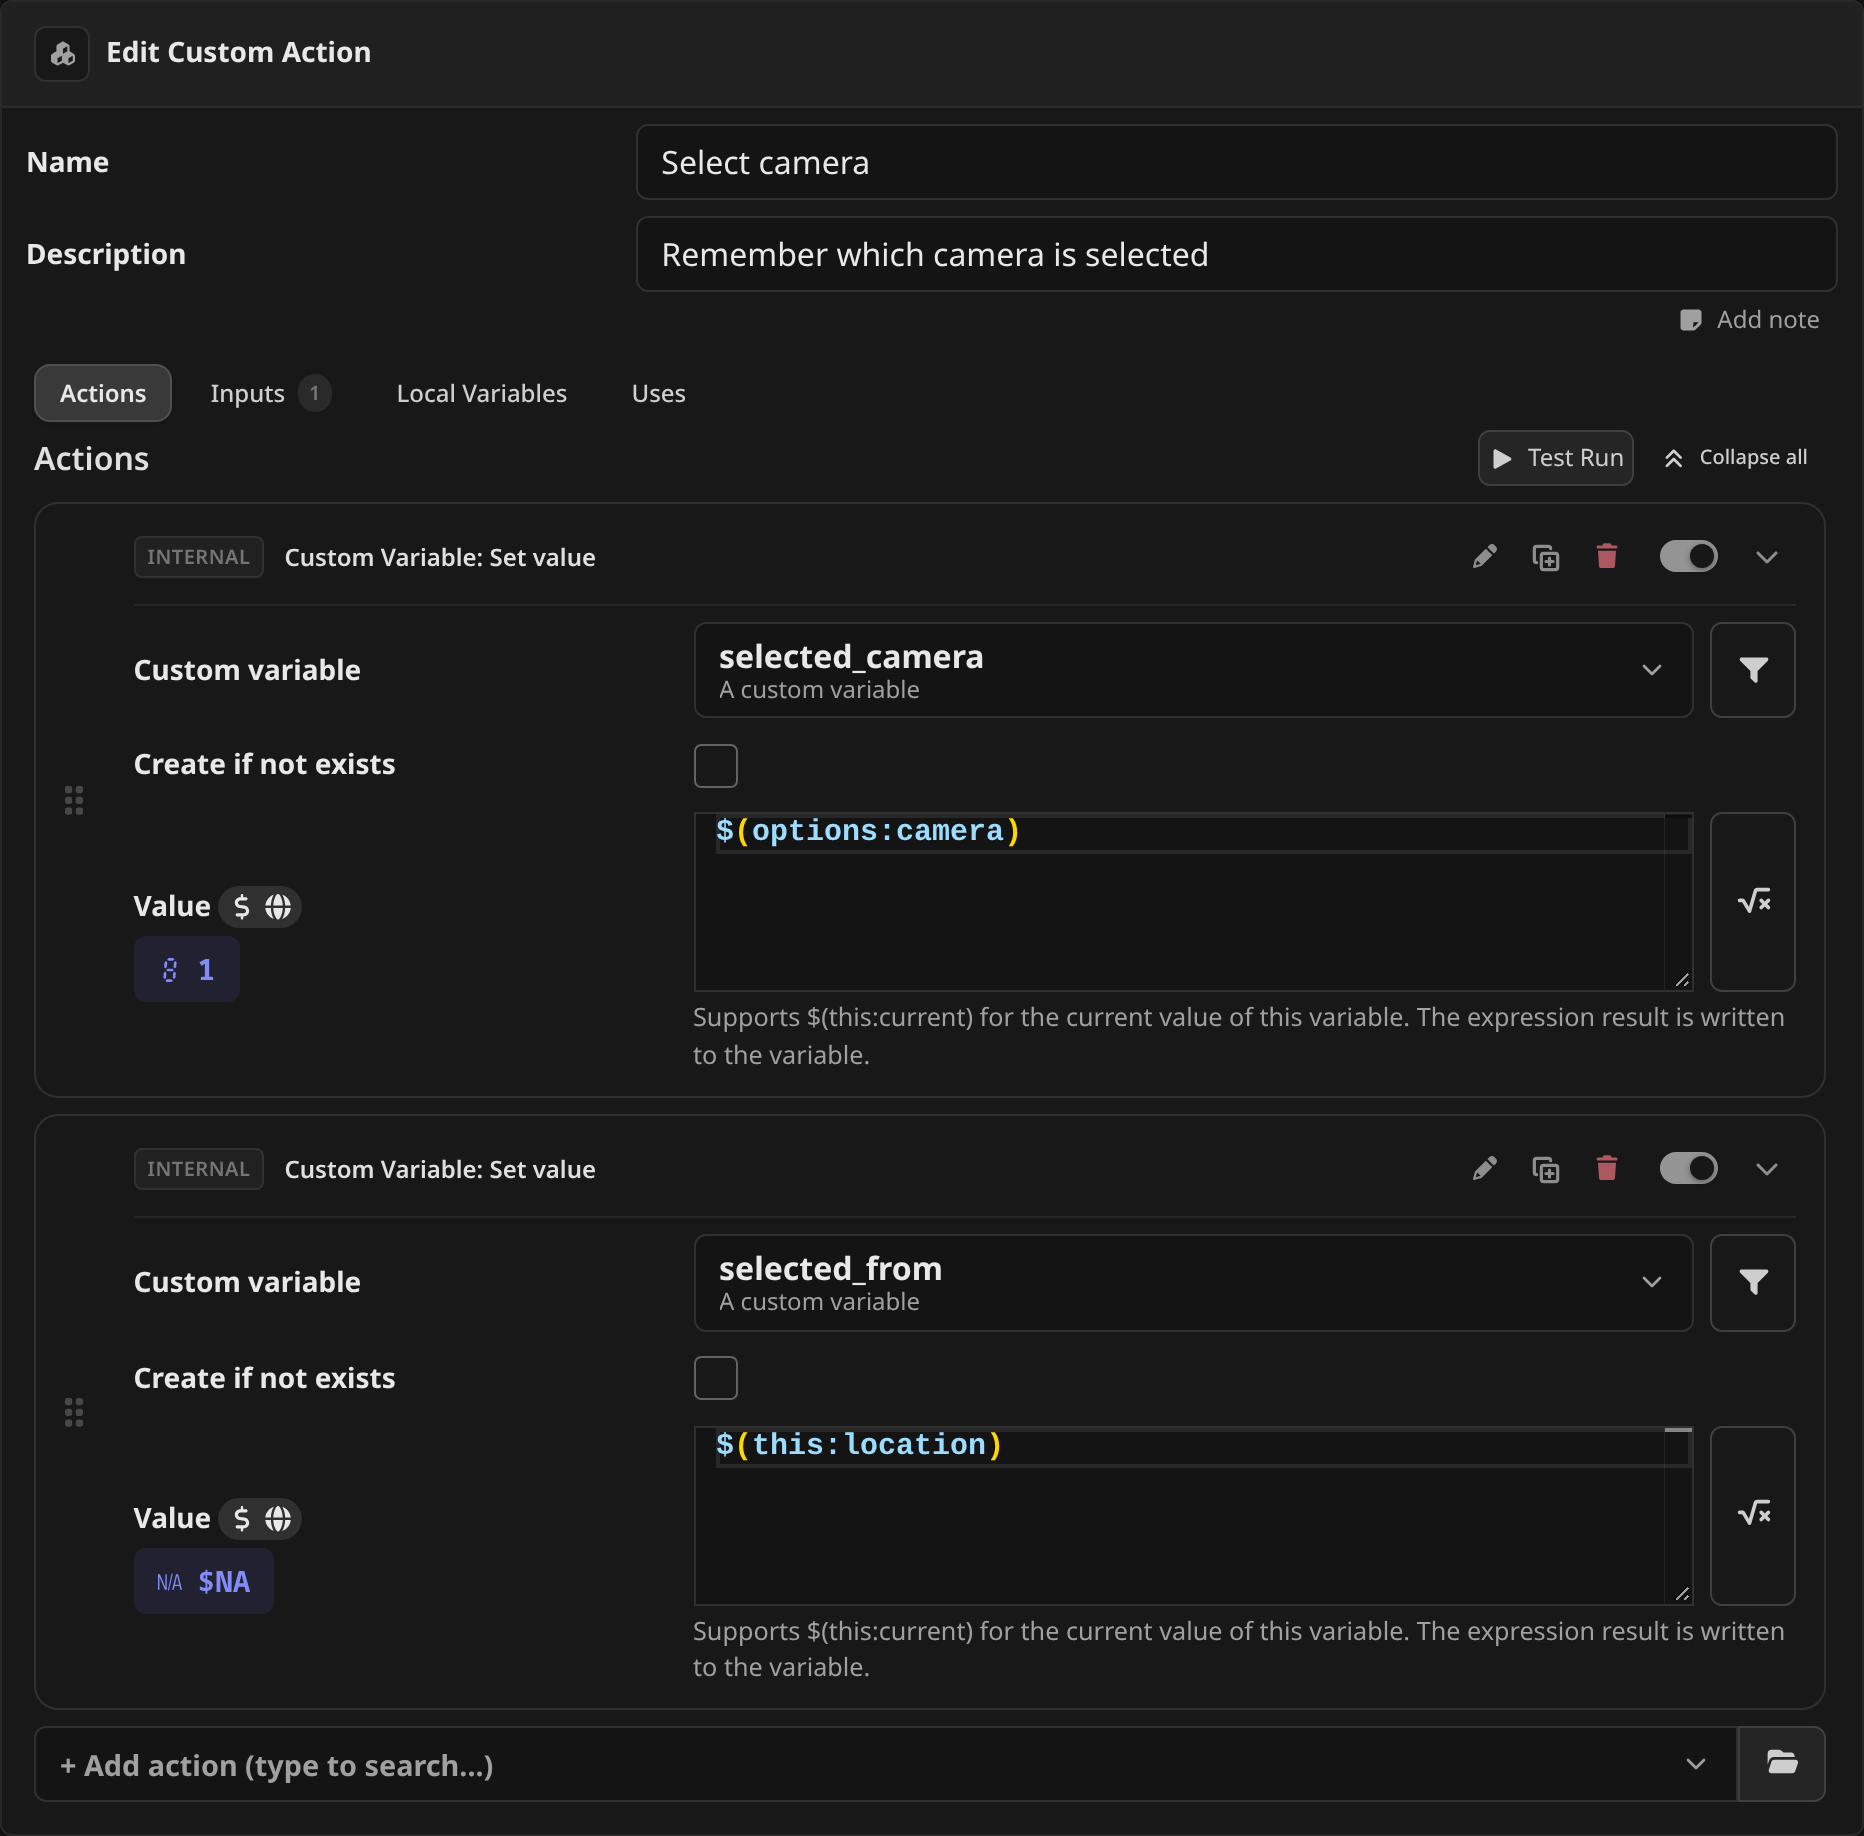 Edit Custom Action
Name
Select camera
Description
Remember which camera is selected
Add note
Actions
Inputs 1
Local Variables
Uses
Actions
Test Run
Collapse all
INTERNAL
Custom Variable: Set value
Custom variable
selected_camera
A custom variable
Create if not exists
Value $
$(options:camera)
1
Supports $(this:current) for the current value of this variable. The expression result is written
to the variable.
INTERNAL
Custom Variable: Set value
Custom variable
selected_from
A custom variable
Create if not exists
Value $
$(this:location)
N/A $NA
Supports $(this:current) for the current value of this variable. The expression result is written
to the variable.
+ Add action (type to search...)